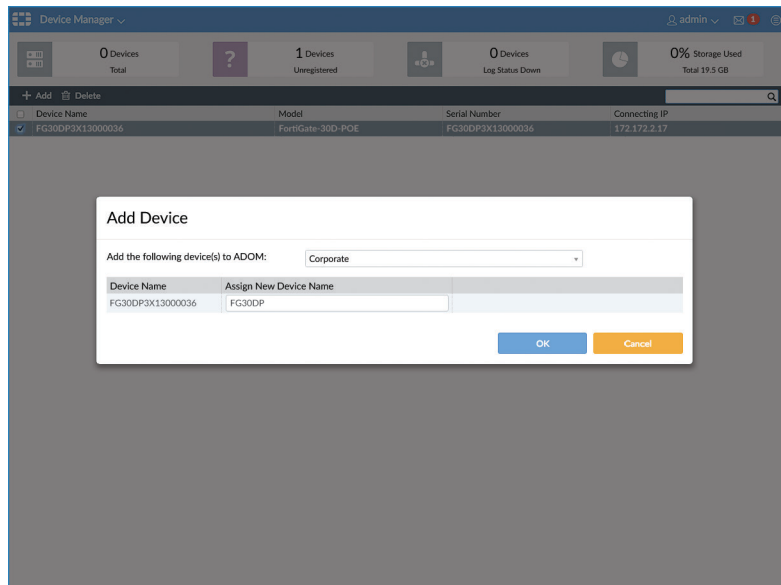 Device Manager
admin
1
0 Devices
Total
?
1 Devices
Unregistered
0 Devices
Log Status Down
0% Storage Used
Total 19.5 GB
+ Add Delete
Device Name Model Serial Number Connecting IP
FG30DP3X13000036 FortiGate-30D-POE FG30DP3X13000036 172.172.2.17
Add Device
Add the following device(s) to ADOM: Corporate
Device Name Assign New Device Name
FG30DP3X13000036 FG30DP
OK Cancel